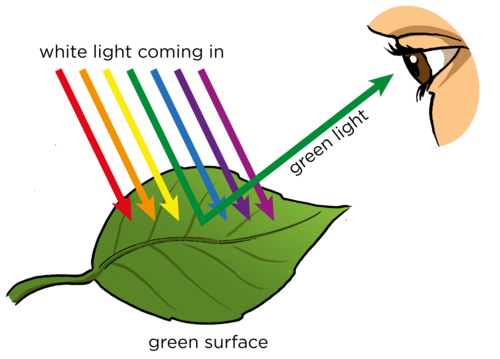 white light coming in
green light
green surface